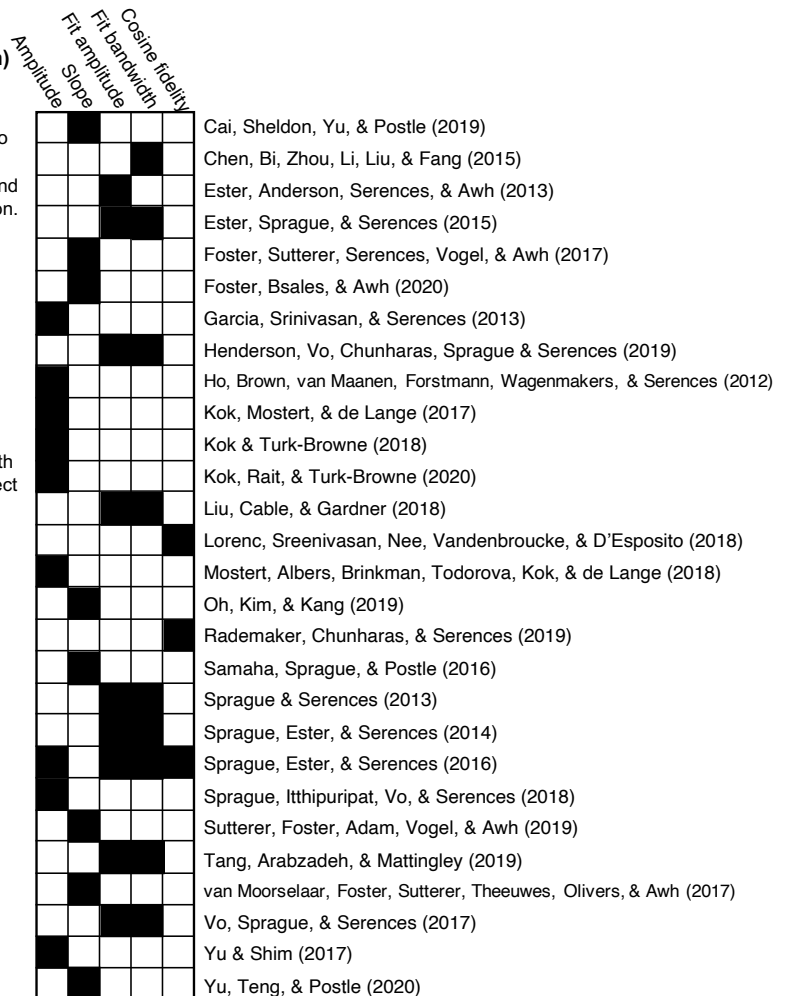 Cosine fidelity
Fit bandwidth
Fit amplitude
Slope
Amplitude
)
o
nd
on.
th
ect
Cai, Sheldon, Yu, & Postle (2019)
Chen, Bi, Zhou, Li, Liu, & Fang (2015)
Ester, Anderson, Serences, & Awh (2013)
Ester, Sprague, & Serences (2015)
Foster, Sutterer, Serences, Vogel, & Awh (2017)
Foster, Bsales, & Awh (2020)
Garcia, Srinivasan, & Serences (2013)
Henderson, Vo, Chunharas, Sprague & Serences (2019)
Ho, Brown, van Maanen, Forstmann, Wagenmakers, & Serences (2012)
Kok, Mostert, & de Lange (2017)
Kok & Turk-Browne (2018)
Kok, Rait, & Turk-Browne (2020)
Liu, Cable, & Gardner (2018)
Lorenc, Sreenivasan, Nee, Vandenbroucke, & D'Esposito (2018)
Mostert, Albers, Brinkman, Todorova, Kok, & de Lange (2018)
Oh, Kim, & Kang (2019)
Rademaker, Chunharas, & Serences (2019)
Samaha, Sprague, & Postle (2016)
Sprague & Serences (2013)
Sprague, Ester, & Serences (2014)
Sprague, Ester, & Serences (2016)
Sprague, Itthipuripat, Vo, & Serences (2018)
Sutterer, Foster, Adam, Vogel, & Awh (2019)
Tang, Arabzadeh, & Mattingley (2019)
van Moorselaar, Foster, Sutterer, Theeuwes, Olivers, & Awh (2017)
Vo, Sprague, & Serences (2017)
Yu & Shim (2017)
Yu, Teng, & Postle (2020)